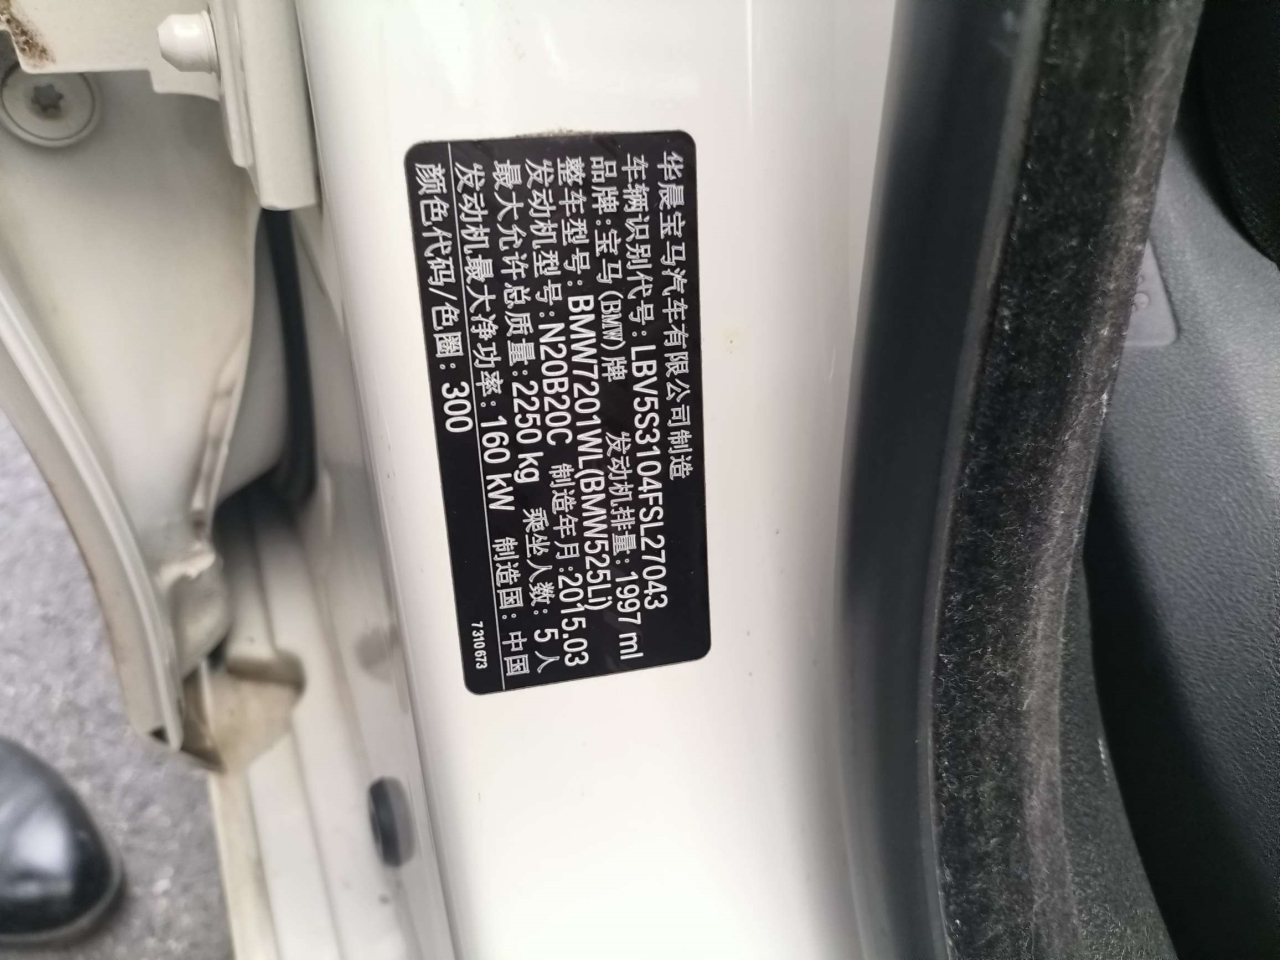 华晨宝马汽车有限公司制造
车辆识别代号: LBV5S3104FSL27043
品牌: 宝马(BMW)牌 发动机排量: 1997 ml
整车型号: BMW7201WL(BMW525Li)
发动机型号: N20B20C 制造年月: 2015.03
最大允许总质量: 2250 kg 乘坐人数: 5 人
发动机最大净功率: 160 kW 制造国: 中国
颜色代码/色圈: 300
7310673